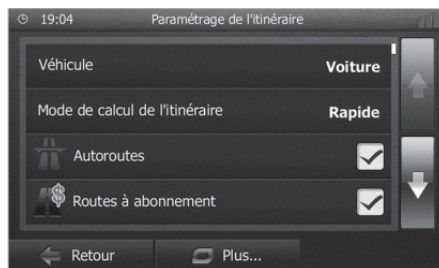 19:04 Paramétrage de l'itinéraire
Véhicule Voiture
Mode de calcul de l'itinéraire Rapide
Autoroutes
Routes à abonnement
Retour Plus...